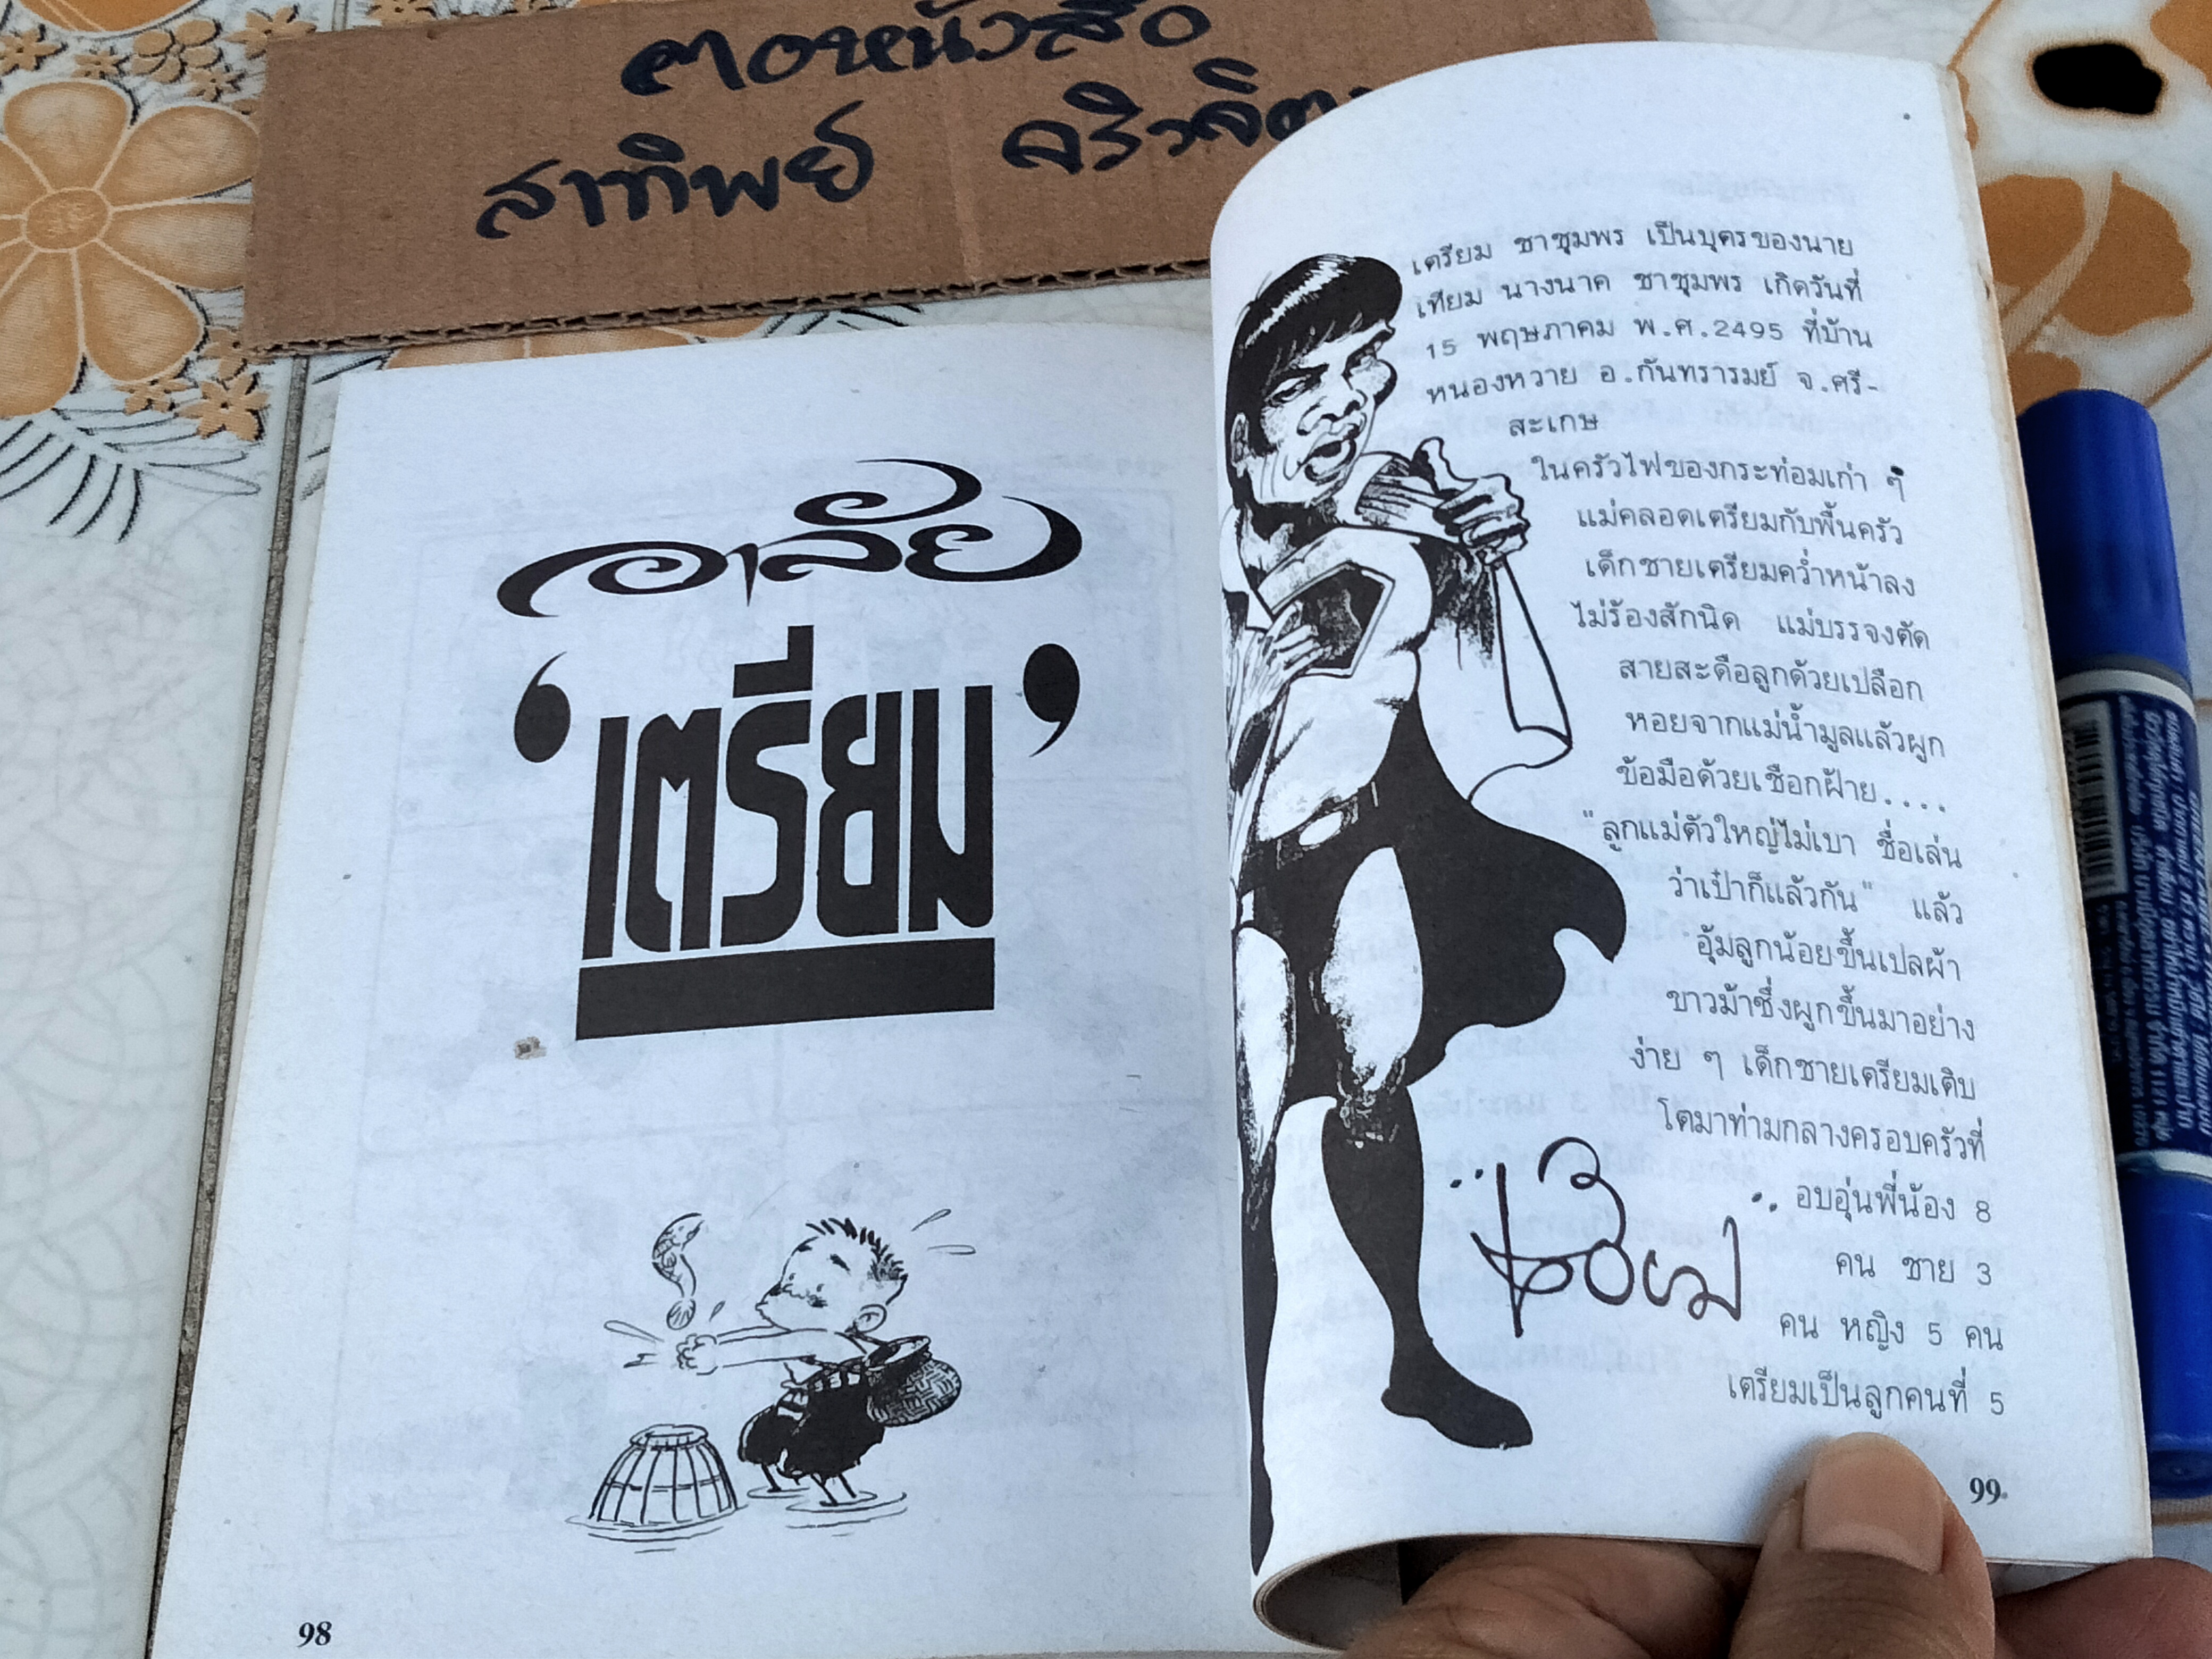 ดอหนังสือ
สาทิพย์ ศริวจิต
อาลัย
'เตรียม'
98
เตรียม ชาชุมพร เป็นบุตรของนาย
เทียม นางนาค ชาชุมพร เกิดวันที่
15 พฤษภาคม พ.ศ.2495 ที่บ้าน
หนองหวาย อ.กันทรารมย์ จ.ศรี-
สะเกษ
ในครัวไฟของกระท่อมเก่า ๆ
แม่คลอดเตรียมกับพื้นครัว
เด็กชายเตรียมคว่ำหน้าลง
ไม่ร้องสักนิด แม่บรรจงตัด
สายสะดือลูกด้วยเปลือก
หอยจากแม่น้ำมูลแล้วผูก
ข้อมือด้วยเชือกฝ้าย....
"ลูกแม่ตัวใหญ่ไม่เบา ชื่อเล่น
ว่าเป๋าก็แล้วกัน" แล้ว
อุ้มลูกน้อยขึ้นเปลผ้า
ขาวม้าซึ่งผูกขึ้นมาอย่าง
ง่าย ๆ เด็กชายเตรียมเติบ
โตมาท่ามกลางครอบครัวที่
อบอุ่นพี่น้อง 8
คน ชาย 3
คน หญิง 5 คน
เตรียมเป็นลูกคนที่ 5
เตรียม
99